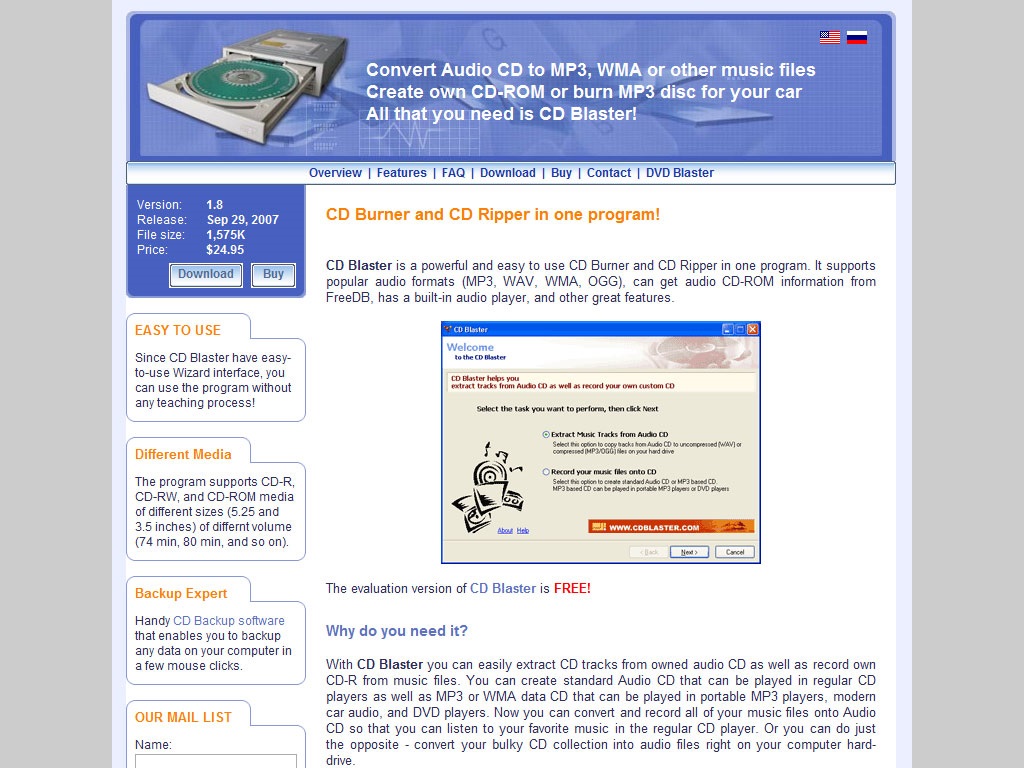 Convert Audio CD to MP3, WMA or other music files
Create own CD-ROM or burn MP3 disc for your car
All that you need is CD Blaster!
Overview | Features | FAQ | Download | Buy | Contact | DVD Blaster
Version: 1.8
Release: Sep 29, 2007
File size: 1,575K
Price: $24.95
Download Buy
EASY TO USE
Since CD Blaster have easy-
to-use Wizard interface, you
can use the program without
any teaching process!
Different Media
The program supports CD-R,
CD-RW, and CD-ROM media
of different sizes (5.25 and
3.5 inches) of differnt volume
(74 min, 80 min, and so on).
Backup Expert
Handy CD Backup software
that enables you to backup
any data on your computer in
a few mouse clicks.
OUR MAIL LIST
Name:
CD Burner and CD Ripper in one program!
CD Blaster is a powerful and easy to use CD Burner and CD Ripper in one program. It supports
popular audio formats (MP3, WAV, WMA, OGG), can get audio CD-ROM information from
FreeDB, has a built-in audio player, and other great features.
CD Blaster
Welcome
to the CD Blaster
CD Blaster helps you
extract tracks from Audio CD as well as record your own custom CD
Select the task you want to perform, then click Next
Extract Music Tracks from Audio CD
Select this option to copy tracks from Audio CD to uncompressed (WAV) or
compressed (MP3/OGG) files on your hard drive
Record your music files onto CD
Select this option to create standard Audio CD or MP3 based CD.
MP3 based CD can be played in portable MP3 players or DVD players
About Help
WWW.CDBLASTER.COM
< Back Next > Cancel
The evaluation version of CD Blaster is FREE!
Why do you need it?
With CD Blaster you can easily extract CD tracks from owned audio CD as well as record own
CD-R from music files. You can create standard Audio CD that can be played in regular CD
players as well as MP3 or WMA data CD that can be played in portable MP3 players, modern
car audio, and DVD players. Now you can convert and record all of your music files onto Audio
CD so that you can listen to your favorite music in the regular CD player. Or you can do just
the opposite - convert your bulky CD collection into audio files right on your computer hard-
drive.